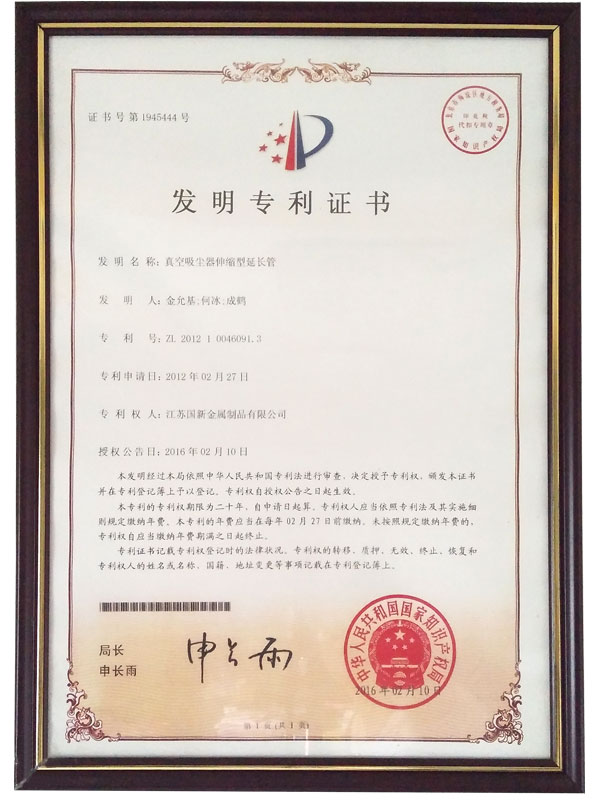 证书号第1945444号
发明专利证书
发明名称:真空吸尘器伸缩型延长管
发明人:金允基;何冰;成鹤
专利号:ZL 2012 1 0046091.3
专利申请日:2012年02月27日
专利权人:江苏国新金属制品有限公司
授权公告日:2016年02月10日
本发明经过本局依照中华人民共和国专利法进行审查,决定授予专利权,颁发本证书
并在专利登记簿上予以登记。专利权自授权公告之日起生效。
本专利的专利权期限为二十年,自申请日起算。专利权人应当依照专利法及其实施细
则规定缴纳年费。本专利的年费应当在每年02月27日前缴纳。未按照规定缴纳年费的,
专利权自应当缴纳年费期满之日起终止。
专利证书记载专利权登记时的法律状况。专利权的转移、质押、无效、终止、恢复和
专利权人的姓名或名称、国籍、地址变更等事项记载在专利登记簿上。
局长
申长雨
申长雨
中华人民共和国国家知识产权局
2016年02月10日
第1页(共1页)